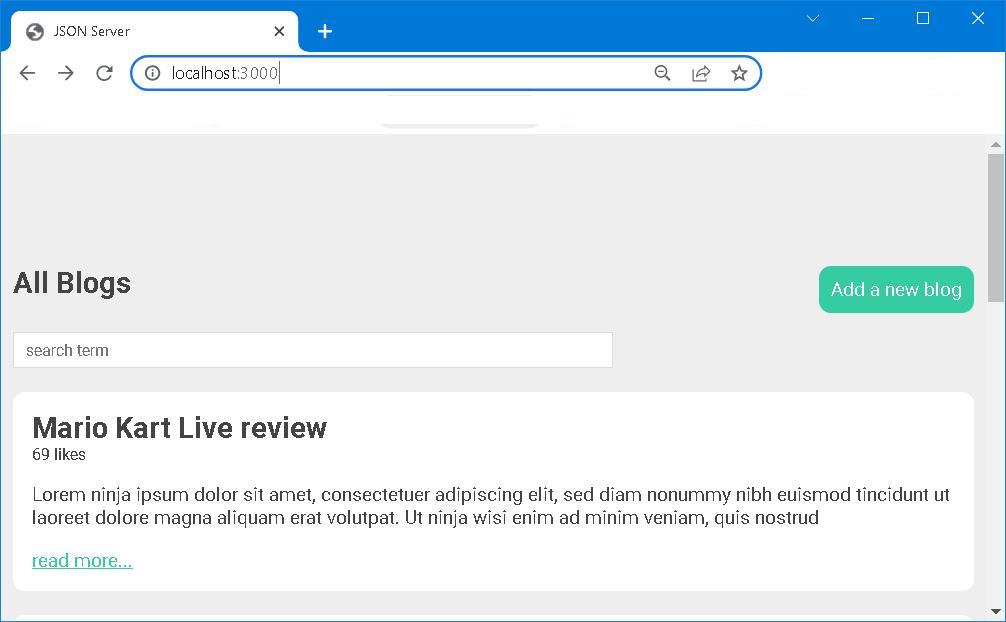 JSON Server
localhost:3000
All Blogs
Add a new blog
search term
Mario Kart Live review
69 likes
Lorem ninja ipsum dolor sit amet, consectetuer adipiscing elit, sed diam nonummy nibh euismod tincidunt ut
laoreet dolore magna aliquam erat volutpat. Ut ninja wisi enim ad minim veniam, quis nostrud
read more...